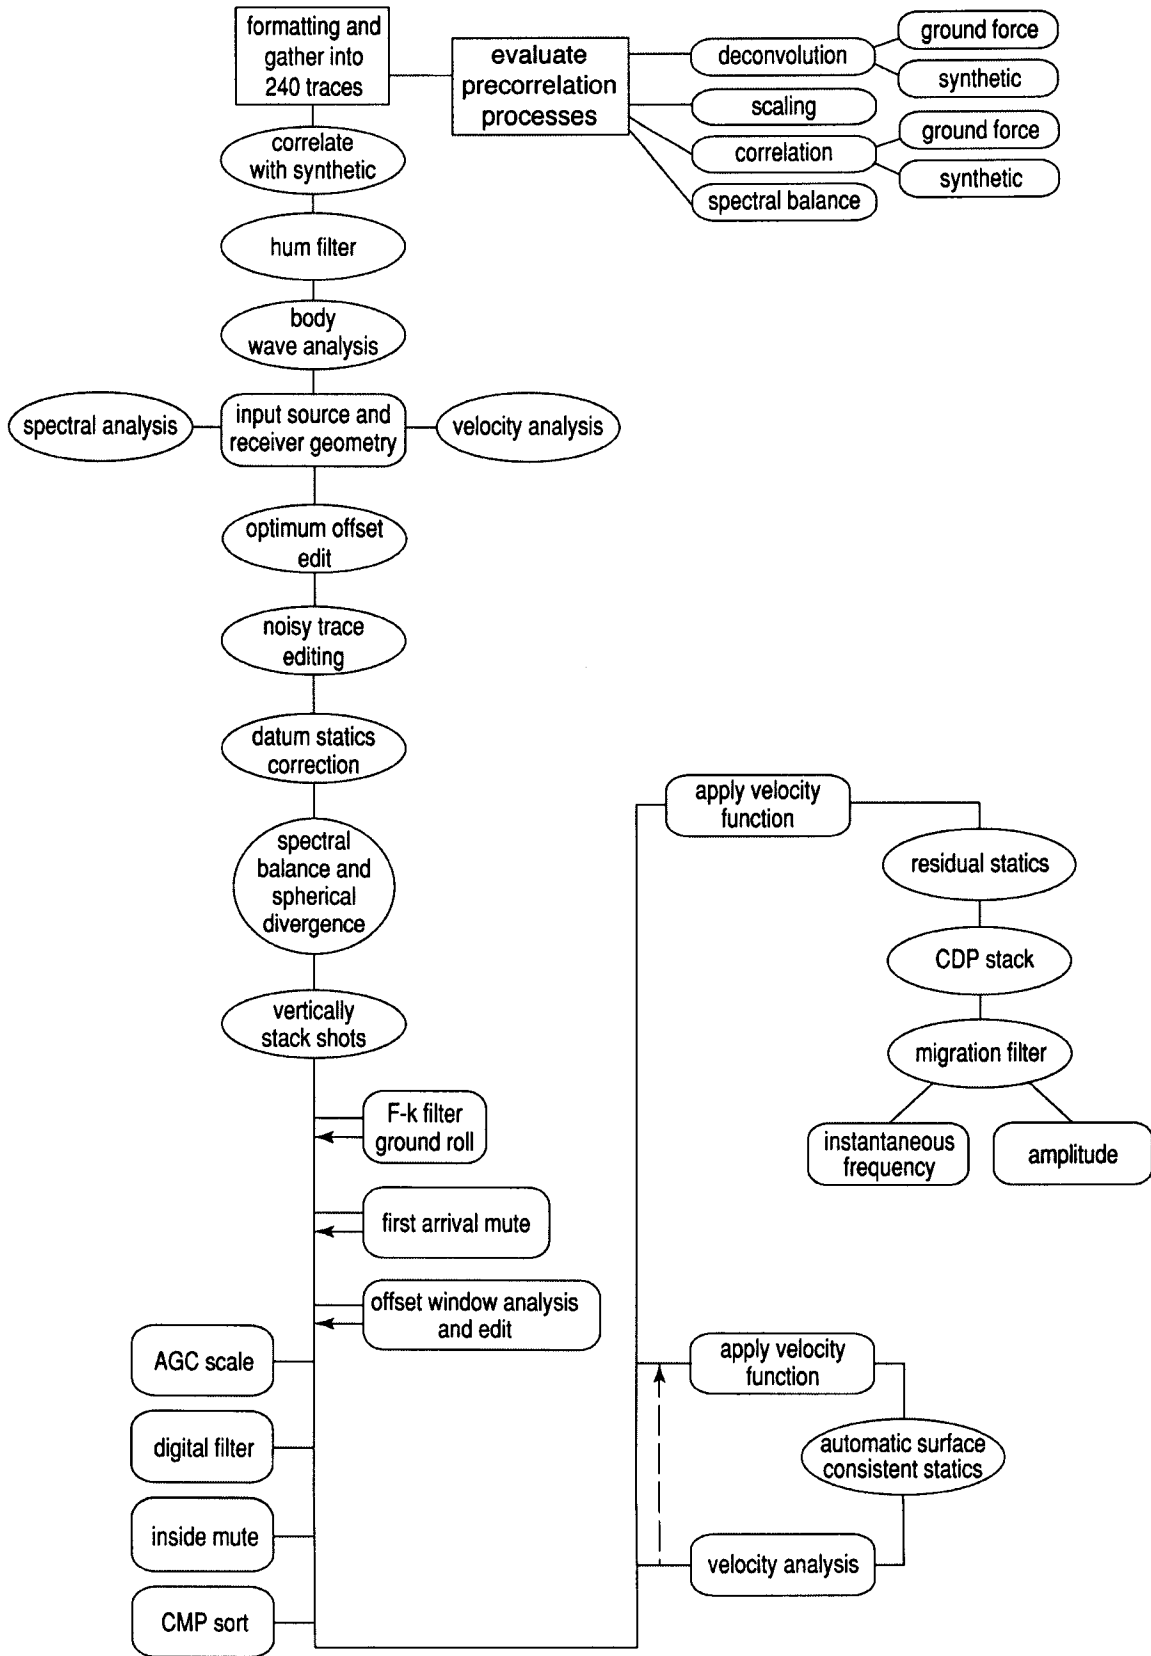 formatting and
gather into
240 traces
evaluate
precorrelation
processes
deconvolution
ground force
synthetic
scaling
correlation
ground force
synthetic
spectral balance
correlate
with synthetic
hum filter
body
wave analysis
spectral analysis
input source and
receiver geometry
velocity analysis
optimum offset
edit
noisy trace
editing
datum statics
correction
spectral
balance and
spherical
divergence
vertically
stack shots
F-k filter
ground roll
first arrival mute
offset window analysis
and edit
AGC scale
digital filter
inside mute
CMP sort
apply velocity
function
residual statics
CDP stack
migration filter
instantaneous
frequency
amplitude
apply velocity
function
automatic surface
consistent statics
velocity analysis